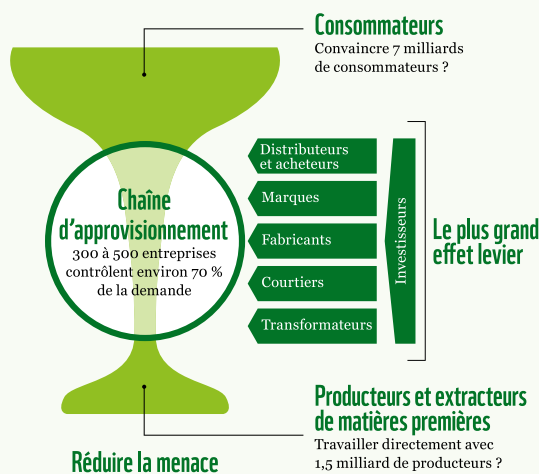 Consommateurs
Convaincre 7 milliards
de consommateurs ?
Distributeurs
et acheteurs
Marques
Fabricants
Courtiers
Transformateurs
Investisseurs
Le plus grand
effet levier
Chaîne
d'approvisionnement
300 à 500 entreprises
contrôlent environ 70 %
de la demande
Producteurs et extracteurs
de matières premières
Travailler directement avec
1,5 milliard de producteurs ?
Réduire la menace